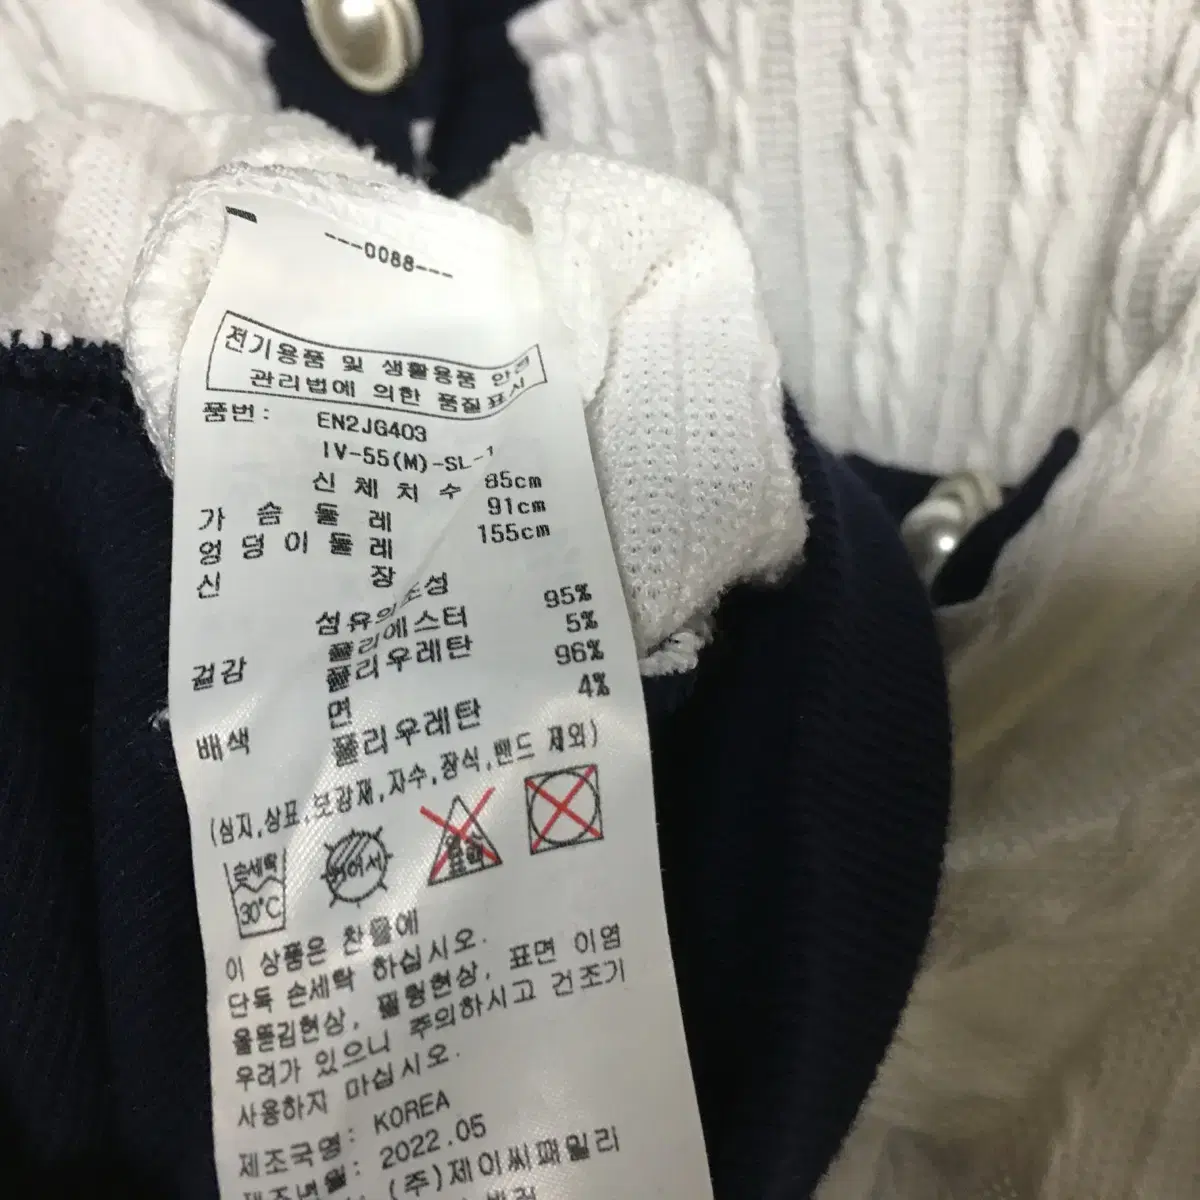 ---0088---
전기용품 및 생활용품 안전
관리법에 의한 품질표시
품번: EN2JG403
IV-55(M)-SL-1
신체치수
가슴둘레 85cm
엉덩이둘레 91cm
신장 155cm
섬유의조성
겉감 폴리에스터 95%
폴리우레탄 5%
배색 면 96%
폴리우레탄 4%
(심지,상표,보강재,자수,장식,밴드 제외)
손세탁
30℃
뉘어서
이 상품은 찬물에
단독 손세탁 하십시오.
올뜯김현상, 필링현상, 표면 이염
우려가 있으니 주의하시고 건조기
사용하지 마십시오.
제조국명: KOREA
제조년월: 2022.05
(주)제이씨패밀리